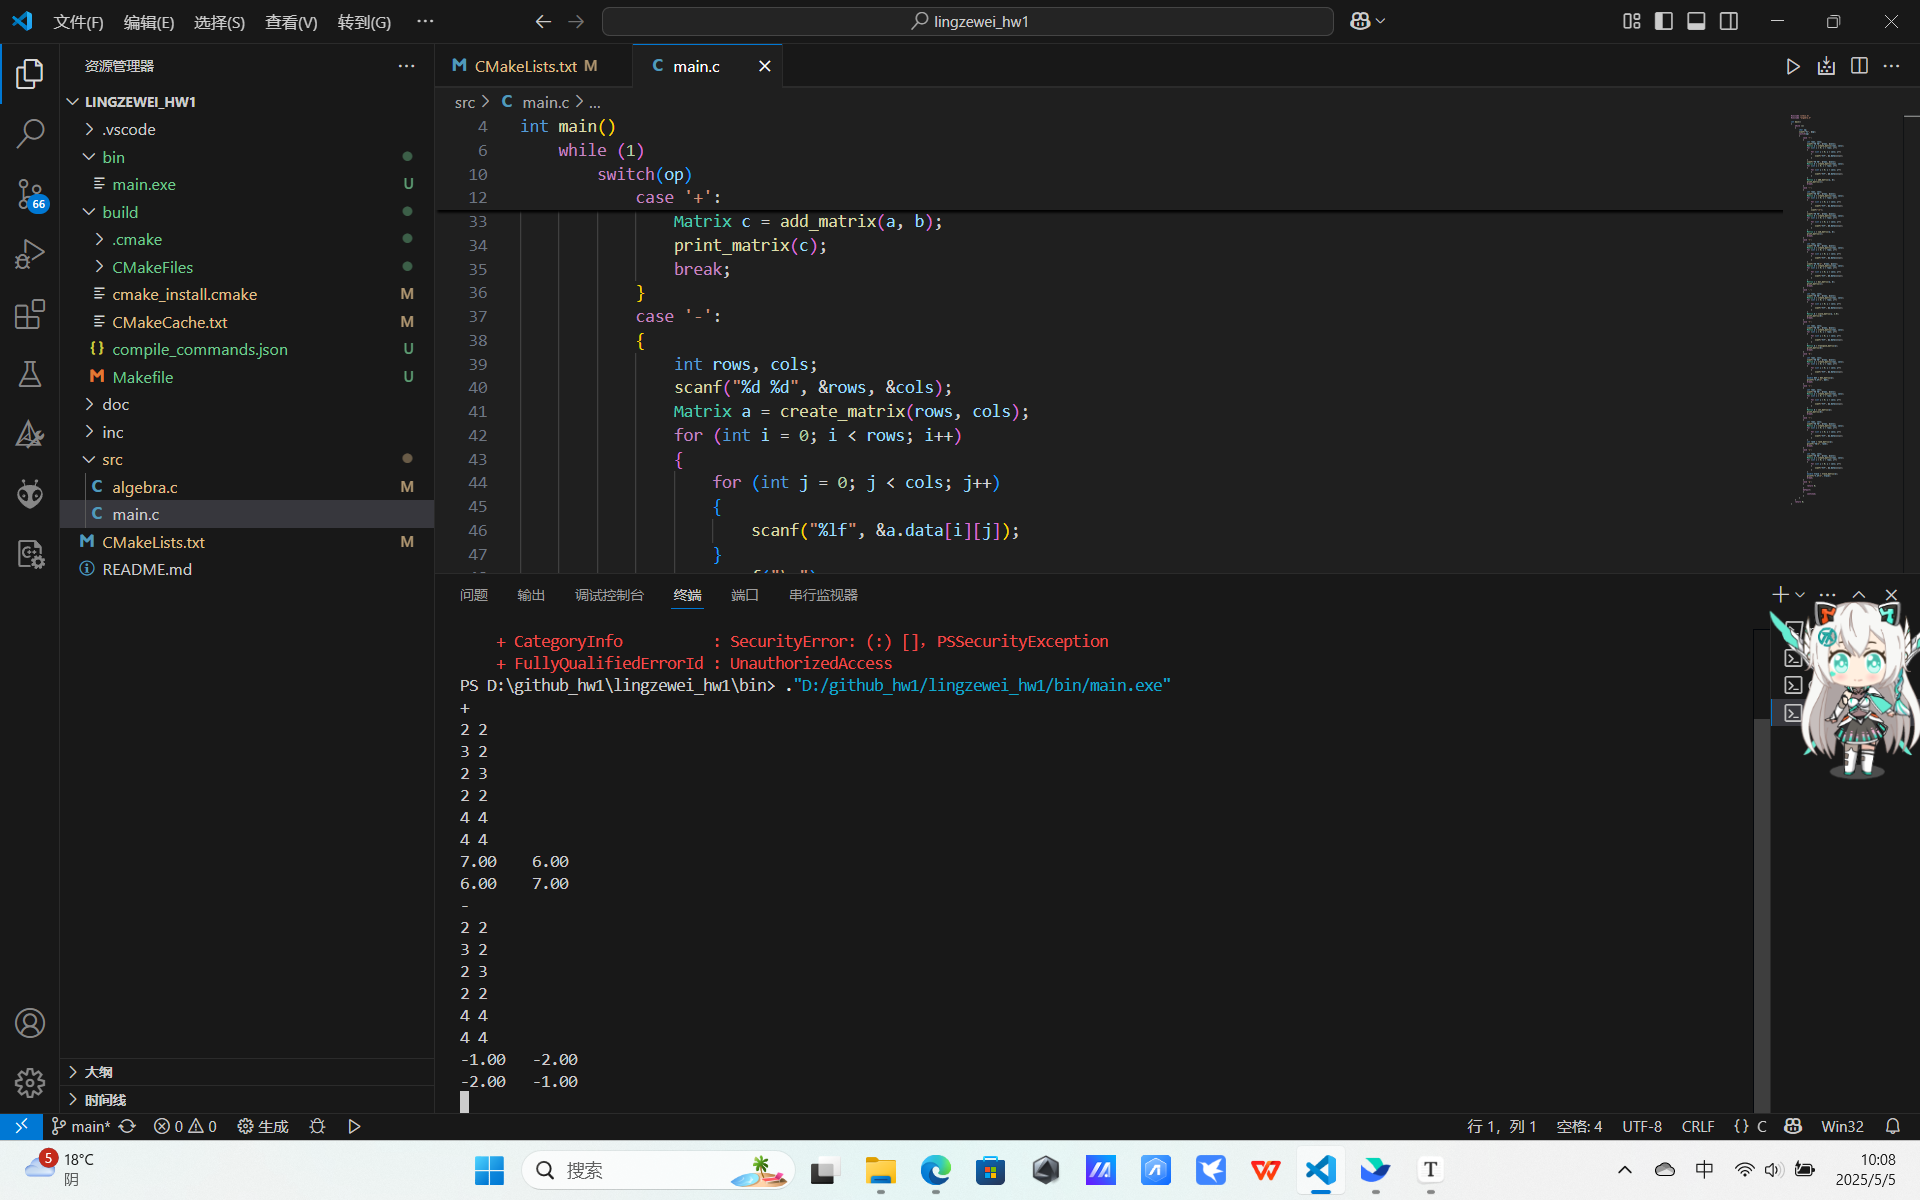 文件(F) 编辑(E) 选择(S) 查看(V) 转到(G) ··· lingzewei_hw1
资源管理器
LINGZEWEI_HW1
.vscode
bin
main.exe U
build
.cmake
CMakeFiles
cmake_install.cmake M
CMakeCache.txt M
{} compile_commands.json U
M Makefile U
doc
inc
src
C algebra.c M
C main.c
M CMakeLists.txt M
README.md
大纲
时间线
66
M CMakeLists.txt M C main.c
src > C main.c > ...
4 int main()
6 while (1)
10 switch(op)
12 case '+':
33 Matrix c = add_matrix(a, b);
34 print_matrix(c);
35 break;
36 }
37 case '-':
38 {
39 int rows, cols;
40 scanf("%d %d", &rows, &cols);
41 Matrix a = create_matrix(rows, cols);
42 for (int i = 0; i < rows; i++)
43 {
44 for (int j = 0; j < cols; j++)
45 {
46 scanf("%lf", &a.data[i][j]);
47 }
问题 输出 调试控制台 终端 端口 串行监视器
+ CategoryInfo : SecurityError: (:) [], PSSecurityException
+ FullyQualifiedErrorId : UnauthorizedAccess
PS D:\github_hw1\lingzewei_hw1\bin> ."D:/github_hw1/lingzewei_hw1/bin/main.exe"
+
2 2
3 2
2 3
2 2
4 4
4 4
7.00 6.00
6.00 7.00
-
2 2
3 2
2 3
2 2
4 4
4 4
-1.00 -2.00
-2.00 -1.00
main* 0 0 生成 行 1，列 1 空格: 4 UTF-8 CRLF {} C Win32
5 18°C
阴
搜索
中
10:08
2025/5/5